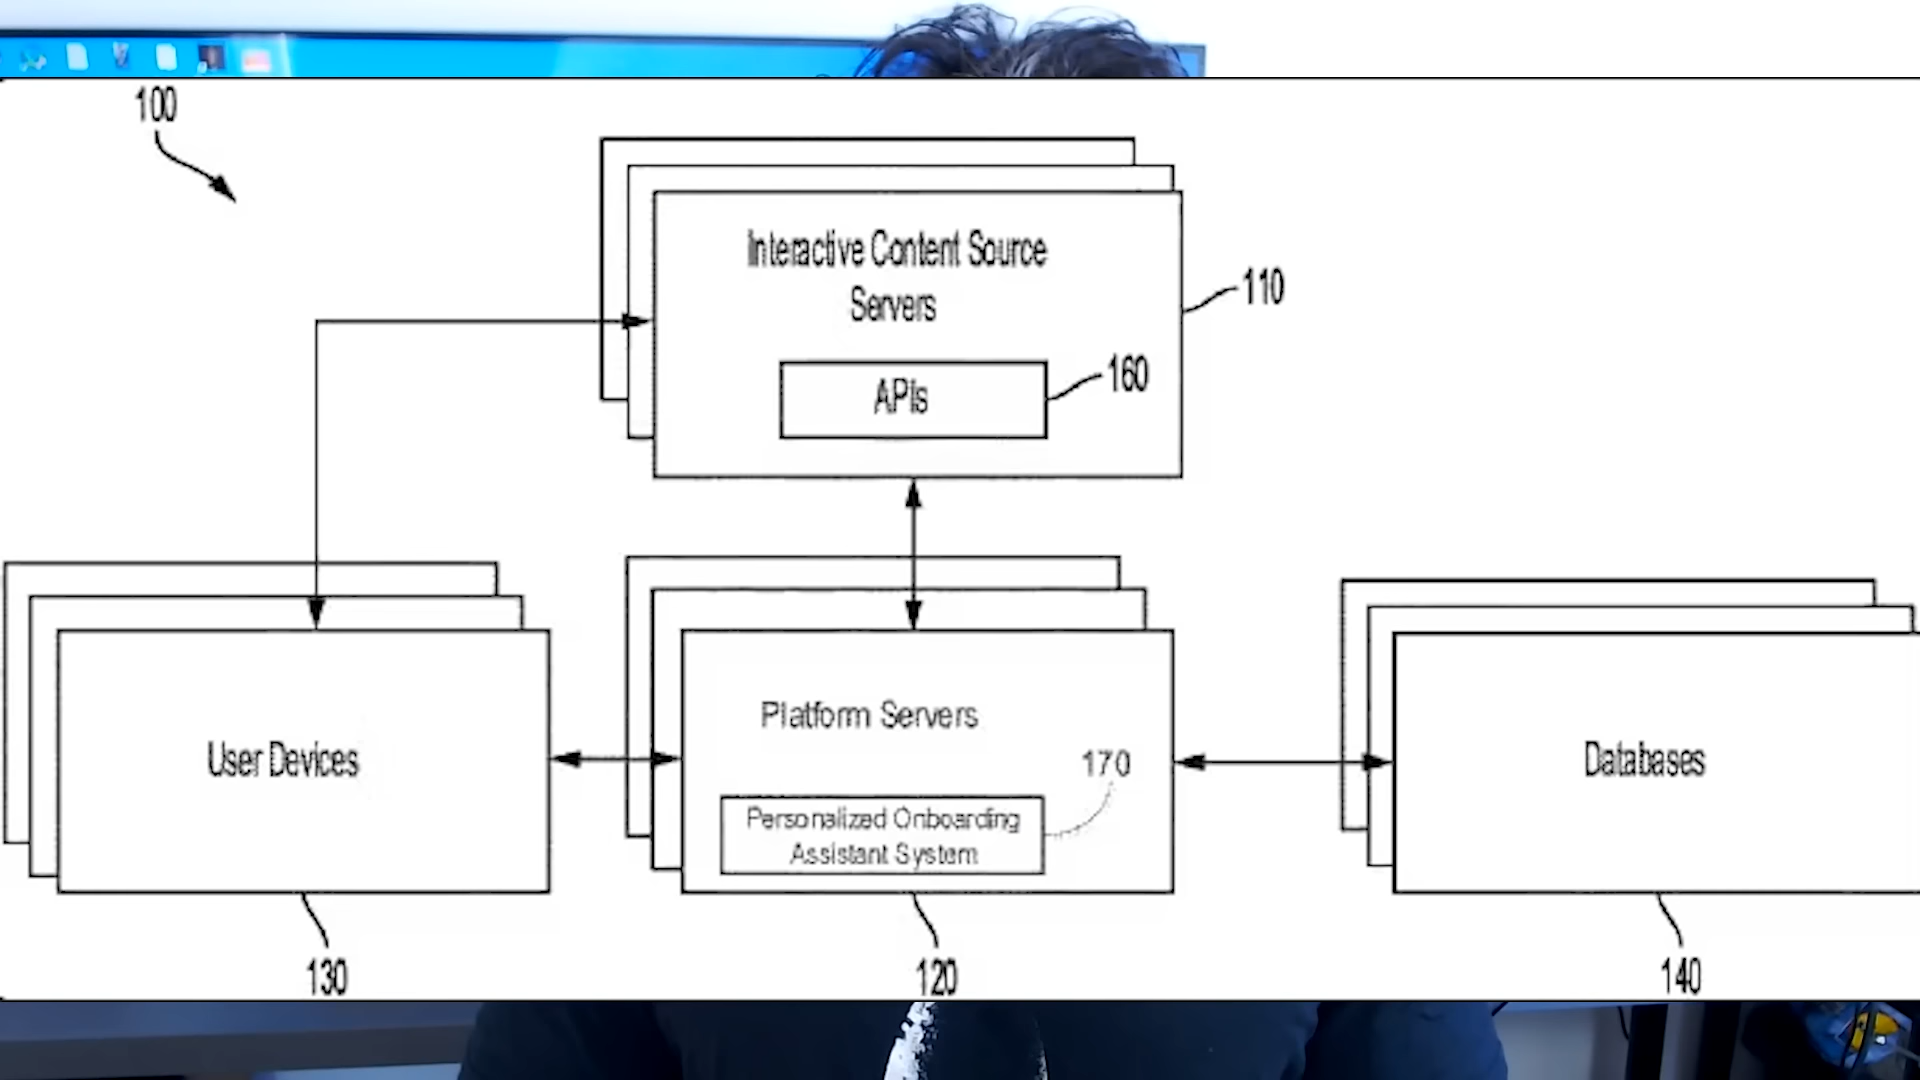 100
Interactive Content Source
Servers
110
APIs
160
User Devices
Platform Servers
170
Personalized Onboarding
Assistant System
Databases
130
120
140